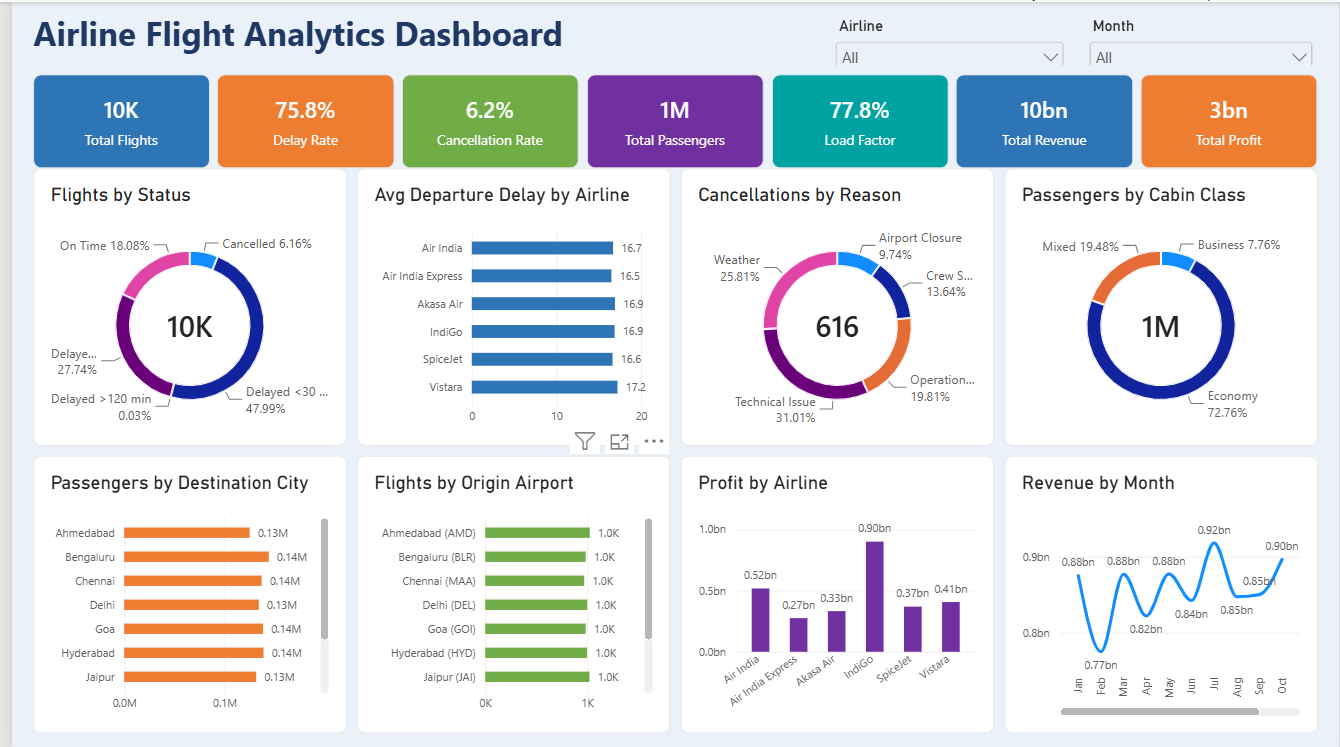 Airline Flight Analytics Dashboard
Airline
All
Month
All
10K
Total Flights
75.8%
Delay Rate
6.2%
Cancellation Rate
1M
Total Passengers
77.8%
Load Factor
10bn
Total Revenue
3bn
Total Profit
Flights by Status
On Time 18.08%
Cancelled 6.16%
10K
Delaye...
27.74%
Delayed >120 min
0.03%
Delayed <30 ...
47.99%
Avg Departure Delay by Airline
Air India 16.7
Air India Express 16.5
Akasa Air 16.9
IndiGo 16.9
SpiceJet 16.6
Vistara 17.2
0 10 20
Cancellations by Reason
Airport Closure
9.74%
Weather
25.81%
Crew S...
13.64%
616
Operation...
19.81%
Technical Issue
31.01%
Passengers by Cabin Class
Mixed 19.48%
Business 7.76%
1M
Economy
72.76%
Passengers by Destination City
Ahmedabad 0.13M
Bengaluru 0.14M
Chennai 0.14M
Delhi 0.13M
Goa 0.14M
Hyderabad 0.14M
Jaipur 0.13M
0.0M 0.1M
Flights by Origin Airport
Ahmedabad (AMD) 1.0K
Bengaluru (BLR) 1.0K
Chennai (MAA) 1.0K
Delhi (DEL) 1.0K
Goa (GOI) 1.0K
Hyderabad (HYD) 1.0K
Jaipur (JAI) 1.0K
0K 1K
Profit by Airline
1.0bn
0.5bn
0.0bn
0.52bn
0.27bn
0.33bn
0.90bn
0.37bn
0.41bn
Air India
Air India Express
Akasa Air
IndiGo
SpiceJet
Vistara
Revenue by Month
0.9bn
0.8bn
0.88bn
0.77bn
0.88bn
0.82bn
0.88bn
0.84bn
0.92bn
0.85bn
0.85bn
0.90bn
Jan
Feb
Mar
Apr
May
Jun
Jul
Aug
Sep
Oct